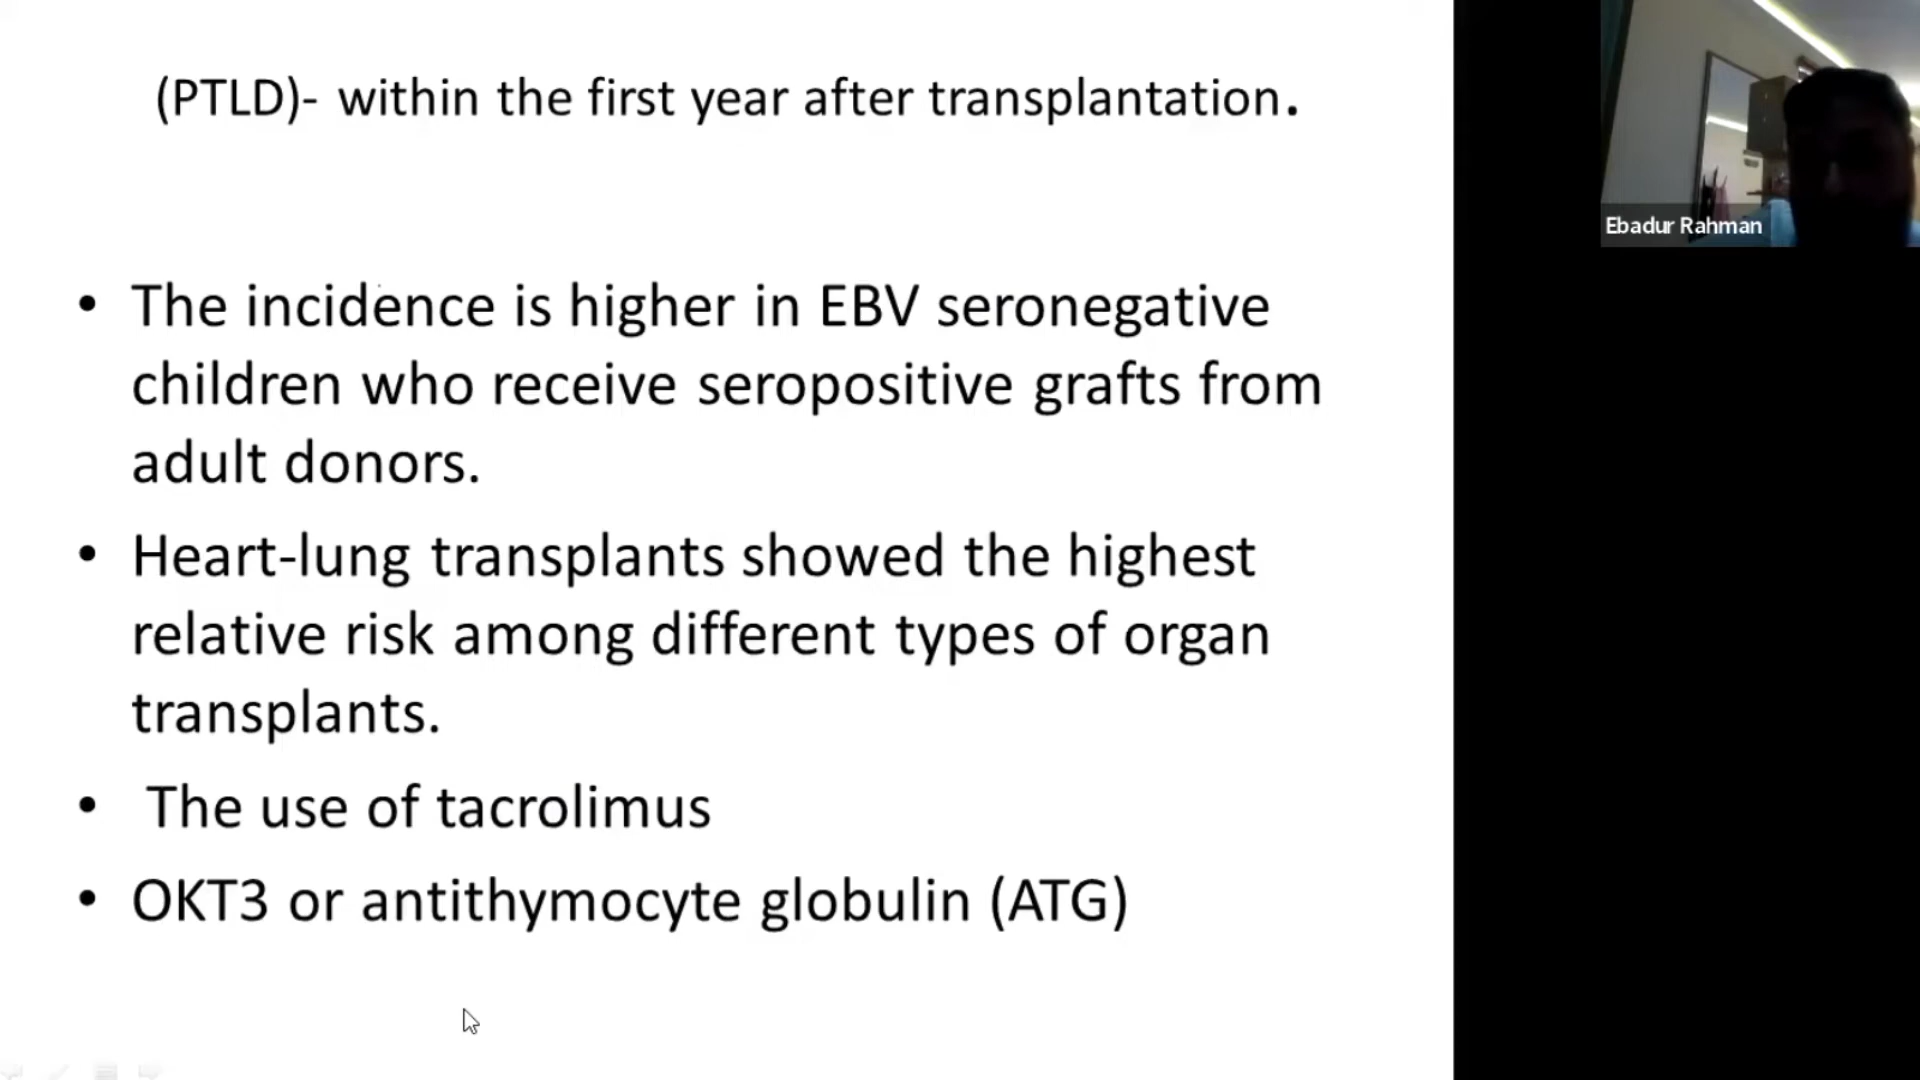 (PTLD)- within the first year after transplantation.
Ebadur Rahman
• The incidence is higher in EBV seronegative
children who receive seropositive grafts from
adult donors.
• Heart-lung transplants showed the highest
relative risk among different types of organ
transplants.
• The use of tacrolimus
• OKT3 or antithymocyte globulin (ATG)